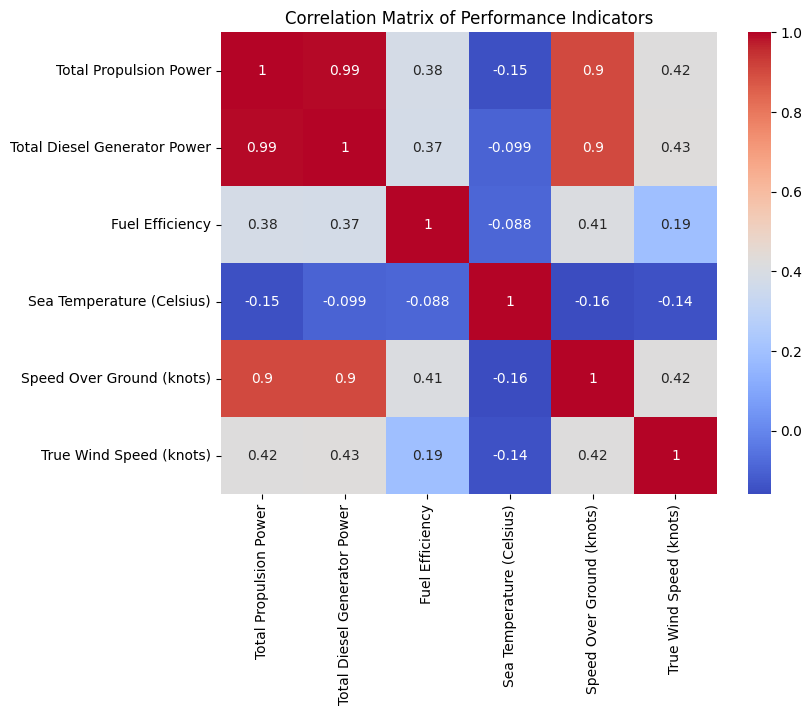 Correlation Matrix of Performance Indicators
Total Propulsion Power 1 0.99 0.38 -0.15 0.9 0.42
Total Diesel Generator Power 0.99 1 0.37 -0.099 0.9 0.43
Fuel Efficiency 0.38 0.37 1 -0.088 0.41 0.19
Sea Temperature (Celsius) -0.15 -0.099 -0.088 1 -0.16 -0.14
Speed Over Ground (knots) 0.9 0.9 0.41 -0.16 1 0.42
True Wind Speed (knots) 0.42 0.43 0.19 -0.14 0.42 1
Total Propulsion Power
Total Diesel Generator Power
Fuel Efficiency
Sea Temperature (Celsius)
Speed Over Ground (knots)
True Wind Speed (knots)
1.0
0.8
0.6
0.4
0.2
0.0